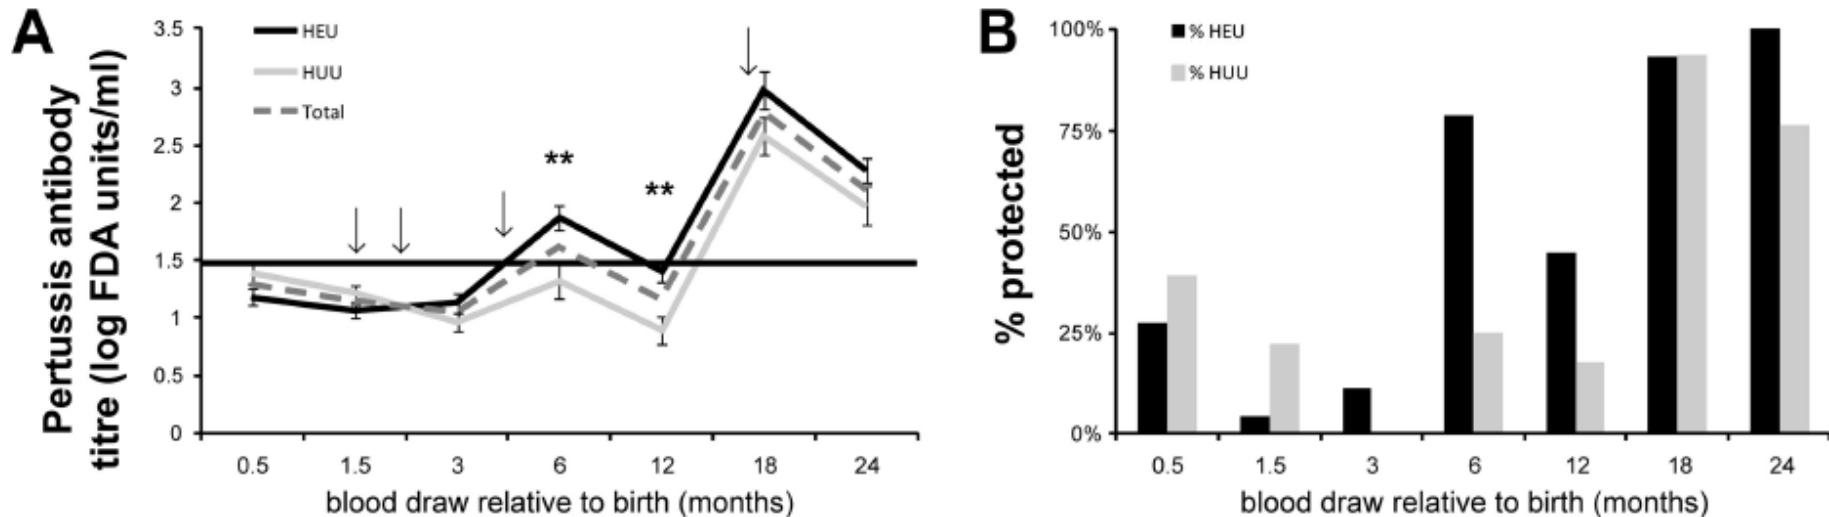 A
Pertussis antibody
titre (log FDA units/ml)
3.5
3
2.5
2
1.5
1
0.5
0
HEU
HUU
Total
**
**
0.5 1.5 3 6 12 18 24
blood draw relative to birth (months)
B
% protected
100%
75%
50%
25%
0%
% HEU
% HUU
0.5 1.5 3 6 12 18 24
blood draw relative to birth (months)